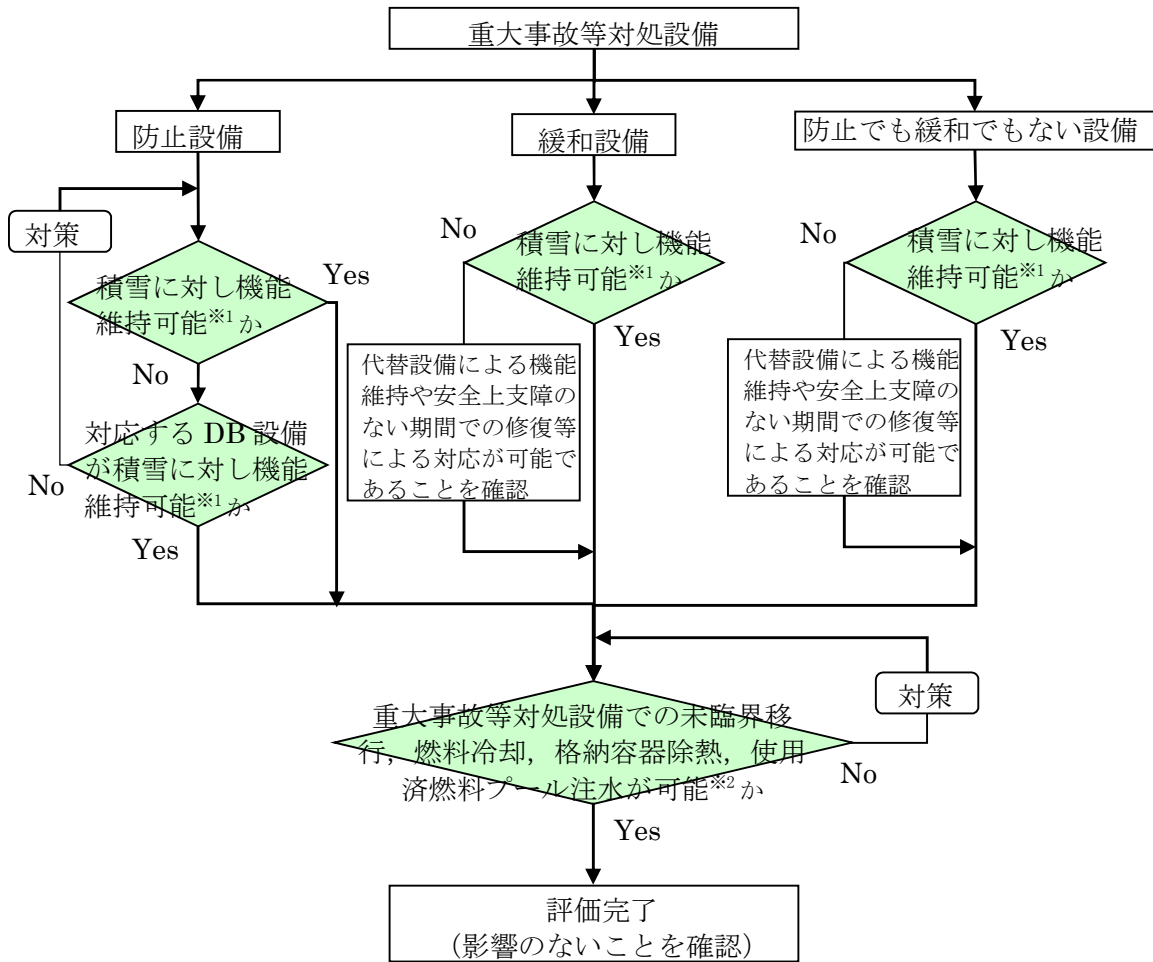 重大事故等対処設備
防止設備
緩和設備
防止でも緩和でもない設備
対策
積雪に対し機能
維持可能※1か
Yes
No
対応する DB 設備
が積雪に対し機能
維持可能※1か
No
Yes
No
積雪に対し機能
維持可能※1か
Yes
代替設備による機能
維持や安全上支障の
ない期間での修復等
による対応が可能で
あることを確認
No
積雪に対し機能
維持可能※1か
Yes
代替設備による機能
維持や安全上支障の
ない期間での修復等
による対応が可能で
あることを確認
対策
重大事故等対処設備での未臨界移
行，燃料冷却，格納容器除熱，使用
済燃料プール注水が可能※2か
No
Yes
評価完了
（影響のないことを確認）